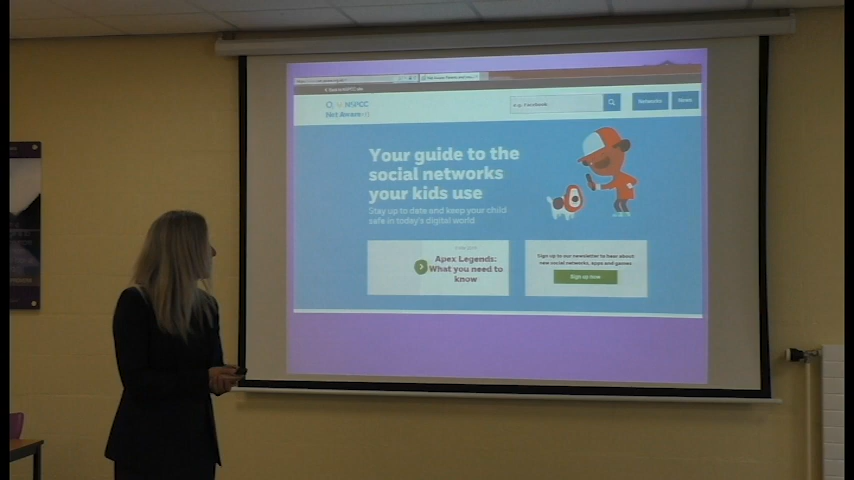 NSPCC
Net Aware
e.g. Facebook
Networks
News
Your guide to the
social networks
your kids use
Stay up to date and keep your child
safe in today's digital world
Apex Legends:
What you need to
know
Sign up to our newsletter to hear about
new social networks, apps and games.
Sign up now